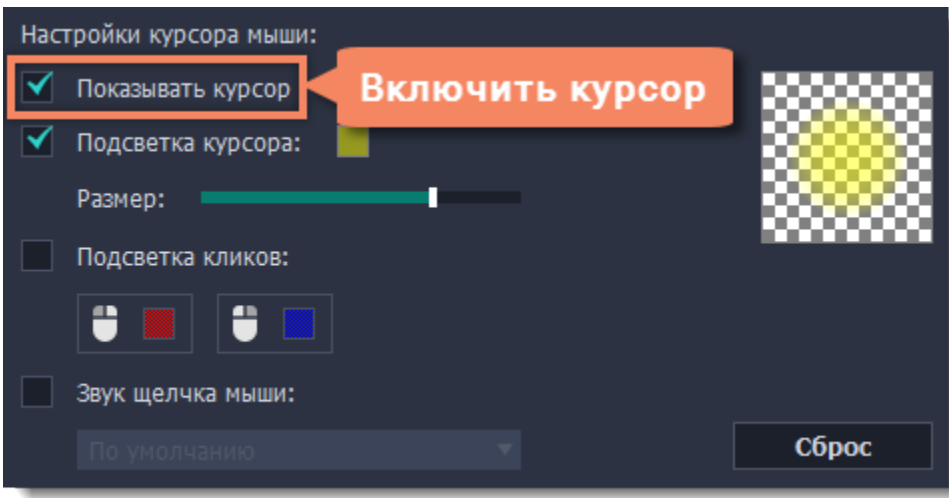 Настройки курсора мыши:
Показывать курсор
Включить курсор
Подсветка курсора:
Размер:
Подсветка кликов:
Звук щелчка мыши:
По умолчанию
Сброс